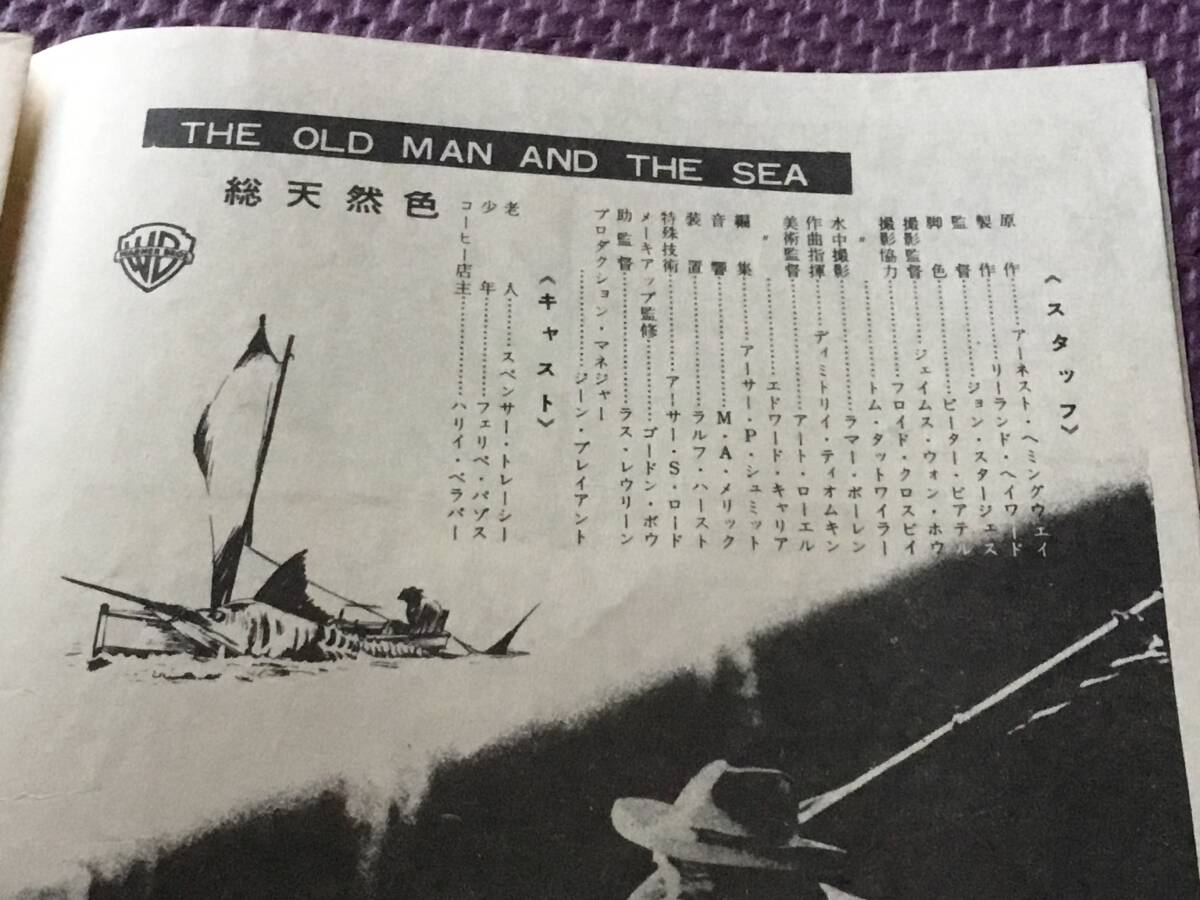 THE OLD MAN AND THE SEA
総天然色
WB
WARNER BROS
《スタッフ》
原作…………アーネスト・ヘミングウェイ
製作…………リーランド・ヘイワード
監督…………ジョン・スタージェス
脚色…………ピーター・ビアテル
撮影監督…………ジェイムス・ウォン・ホウ
撮影協力…………フロイド・クロスビイ
〃…………トム・タットワイラー
水中撮影…………ラマー・ボーレン
作曲指揮…………ディミトリイ・ティオムキン
美術監督…………アート・ローエル
〃…………エドワード・キャリア
編集…………アーサー・P・シュミット
音響…………M・A・メリック
装置…………ラルフ・ハースト
特殊技術…………アーサー・S・ロード
メーキアップ監修…………ゴードン・ボウ
助監督…………ラス・レウリーン
プロダクション・マネジャー
…………ジーン・ブレイアント
《キャスト》
老人…………スペンサー・トレーシー
少年…………フェリペ・パゾス
コーヒー店主…………ハリイ・ベラバー